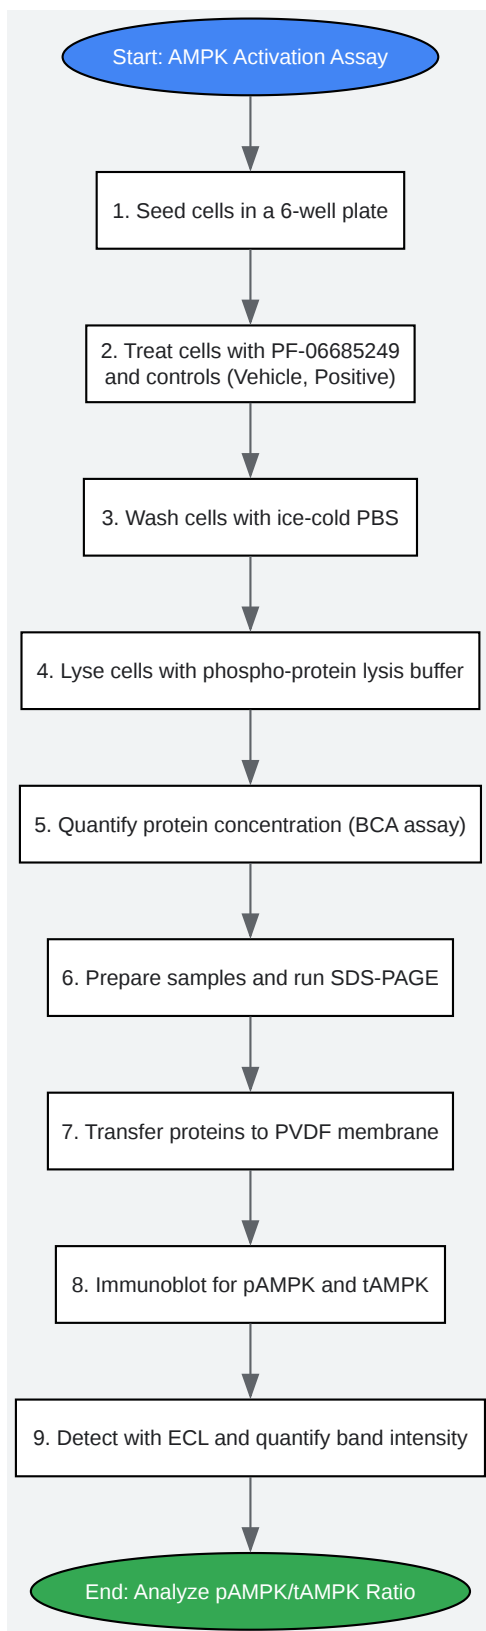 Start: AMPK Activation Assay
1. Seed cells in a 6-well plate
2. Treat cells with PF-06685249
and controls (Vehicle, Positive)
3. Wash cells with ice-cold PBS
4. Lyse cells with phospho-protein lysis buffer
5. Quantify protein concentration (BCA assay)
6. Prepare samples and run SDS-PAGE
7. Transfer proteins to PVDF membrane
8. Immunoblot for pAMPK and tAMPK
9. Detect with ECL and quantify band intensity
End: Analyze pAMPK/tAMPK Ratio